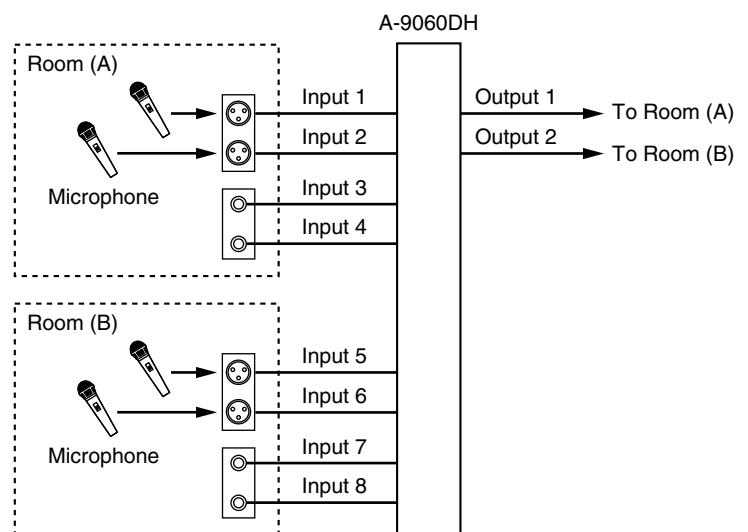 A-9060DH
Room (A)
Input 1
Output 1
To Room (A)
Input 2
Output 2
To Room (B)
Microphone
Input 3
Input 4
Room (B)
Input 5
Input 6
Microphone
Input 7
Input 8